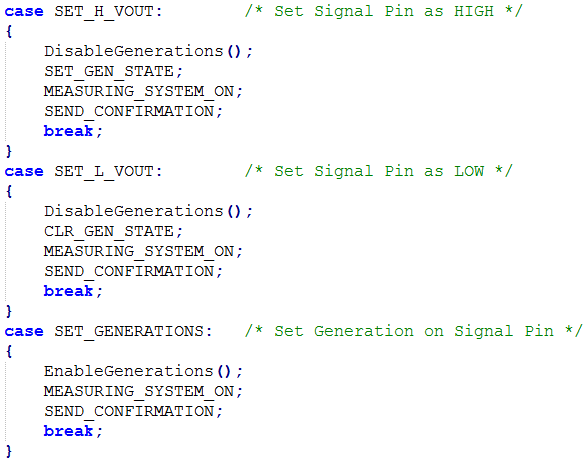 case SET_H_VOUT:        /* Set Signal Pin as HIGH */
{
    DisableGenerations();
    SET_GEN_STATE;
    MEASURING_SYSTEM_ON;
    SEND_CONFIRMATION;
    break;
}
case SET_L_VOUT:        /* Set Signal Pin as LOW */
{
    DisableGenerations();
    CLR_GEN_STATE;
    MEASURING_SYSTEM_ON;
    SEND_CONFIRMATION;
    break;
}
case SET_GENERATIONS:   /* Set Generation on Signal Pin */
{
    EnableGenerations();
    MEASURING_SYSTEM_ON;
    SEND_CONFIRMATION;
    break;
}